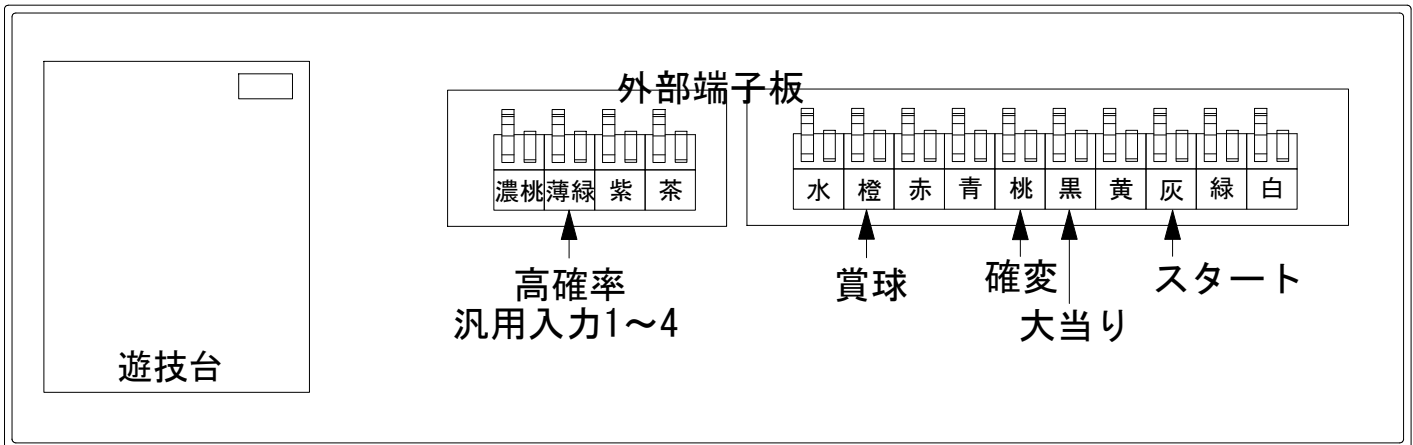 外部端子板
濃桃 薄緑 紫 茶
水 橙 赤 青 桃 黒 黄 灰 緑 白
高確率
汎用入力1～4
賞球
確変
大当り
スタート
遊技台